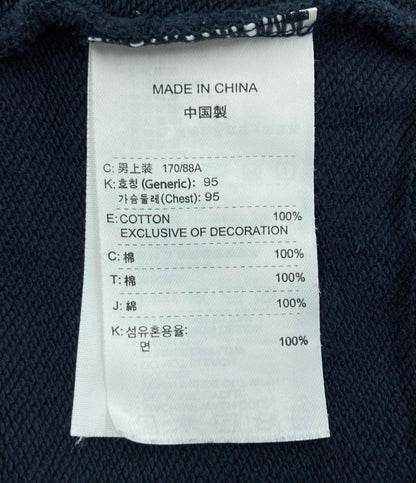 MADE IN CHINA
中国製
C: 男上装 170/88A
K: 호칭 (Generic): 95
가슴둘레(Chest): 95
E: COTTON 100%
EXCLUSIVE OF DECORATION
C: 棉 100%
T: 棉 100%
J: 綿 100%
K: 섬유혼용율:
면 100%